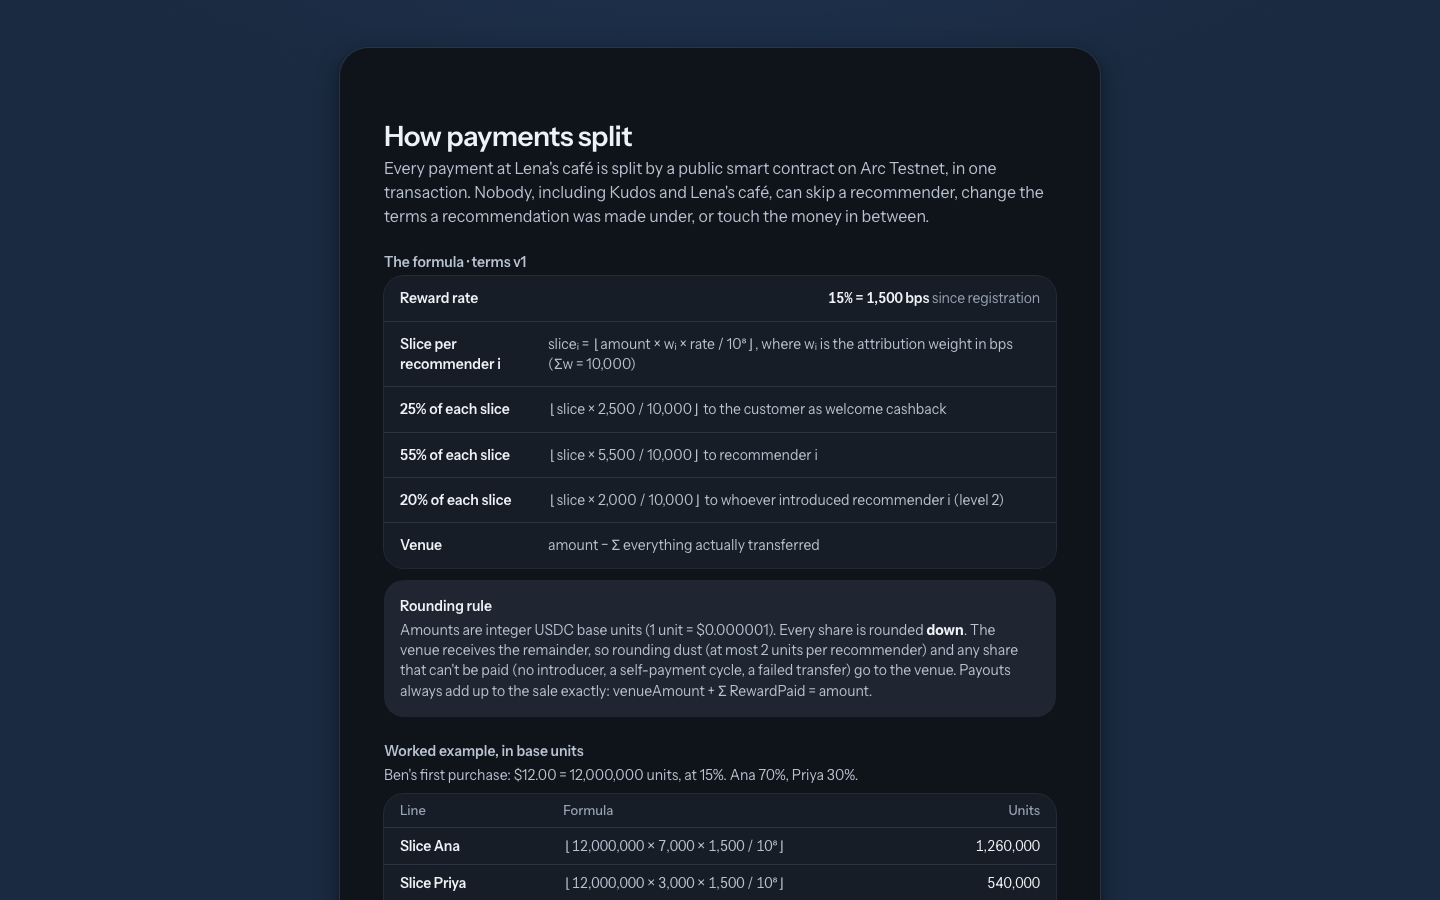 How payments split
Every payment at Lena's café is split by a public smart contract on Arc Testnet, in one
transaction. Nobody, including Kudos and Lena's café, can skip a recommender, change the
terms a recommendation was made under, or touch the money in between.
The formula · terms v1
Reward rate 15% = 1,500 bps since registration
Slice per recommender i
sliceᵢ = ⌊amount × wᵢ × rate / 10⁸⌋, where wᵢ is the attribution weight in bps
(Σw = 10,000)
25% of each slice ⌊slice × 2,500 / 10,000⌋ to the customer as welcome cashback
55% of each slice ⌊slice × 5,500 / 10,000⌋ to recommender i
20% of each slice ⌊slice × 2,000 / 10,000⌋ to whoever introduced recommender i (level 2)
Venue amount − Σ everything actually transferred
Rounding rule
Amounts are integer USDC base units (1 unit = $0.000001). Every share is rounded down. The
venue receives the remainder, so rounding dust (at most 2 units per recommender) and any share
that can't be paid (no introducer, a self-payment cycle, a failed transfer) go to the venue. Payouts
always add up to the sale exactly: venueAmount + Σ RewardPaid = amount.
Worked example, in base units
Ben's first purchase: $12.00 = 12,000,000 units, at 15%. Ana 70%, Priya 30%.
Line Formula Units
Slice Ana ⌊12,000,000 × 7,000 × 1,500 / 10⁸⌋ 1,260,000
Slice Priya ⌊12,000,000 × 3,000 × 1,500 / 10⁸⌋ 540,000